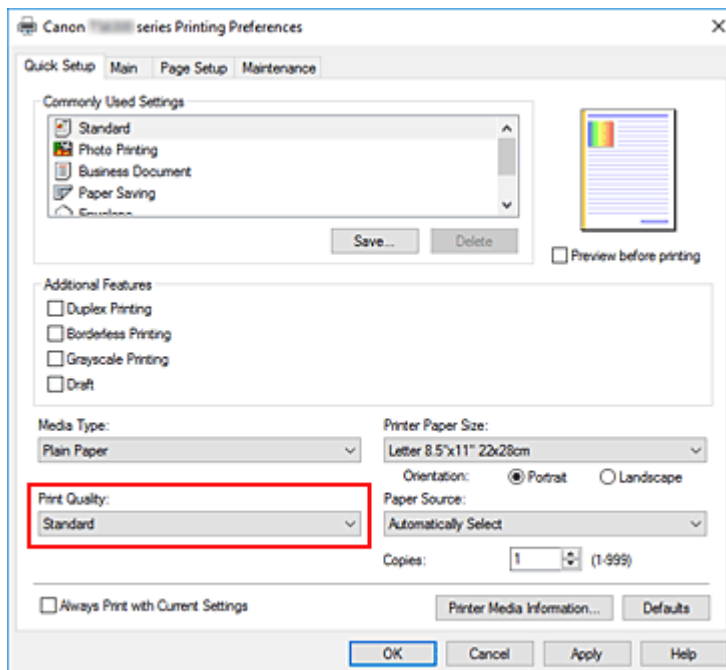 Canon series Printing Preferences
Quick Setup Main Page Setup Maintenance
Commonly Used Settings
Standard
Photo Printing
Business Document
Paper Saving
Save... Delete
Preview before printing
Additional Features
Duplex Printing
Borderless Printing
Grayscale Printing
Draft
Media Type: Printer Paper Size:
Plain Paper Letter 8.5"x11" 22x28cm
Orientation: Portrait Landscape
Print Quality: Paper Source:
Standard Automatically Select
Copies: 1 (1-999)
Always Print with Current Settings Printer Media Information... Defaults
OK Cancel Apply Help